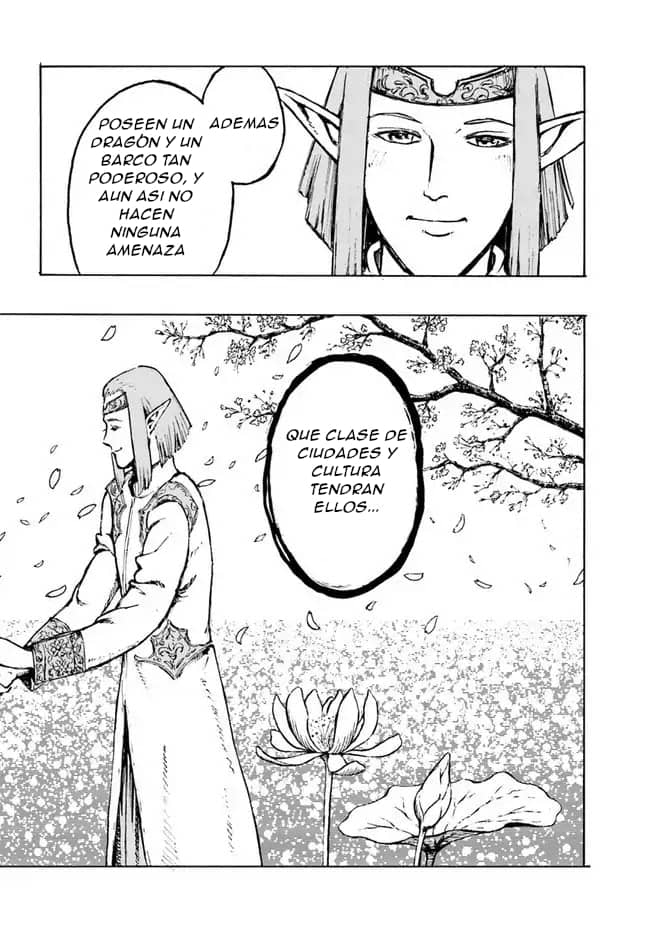 ADEMAS
POSEEN UN
DRAGÒN Y UN
BARCO TAN
PODEROSO, Y
AUN ASI NO
HACEN
NINGUNA
AMENAZA
QUE CLASE DE
CIUDADES Y
CULTURA
TENDRAN
ELLOS...